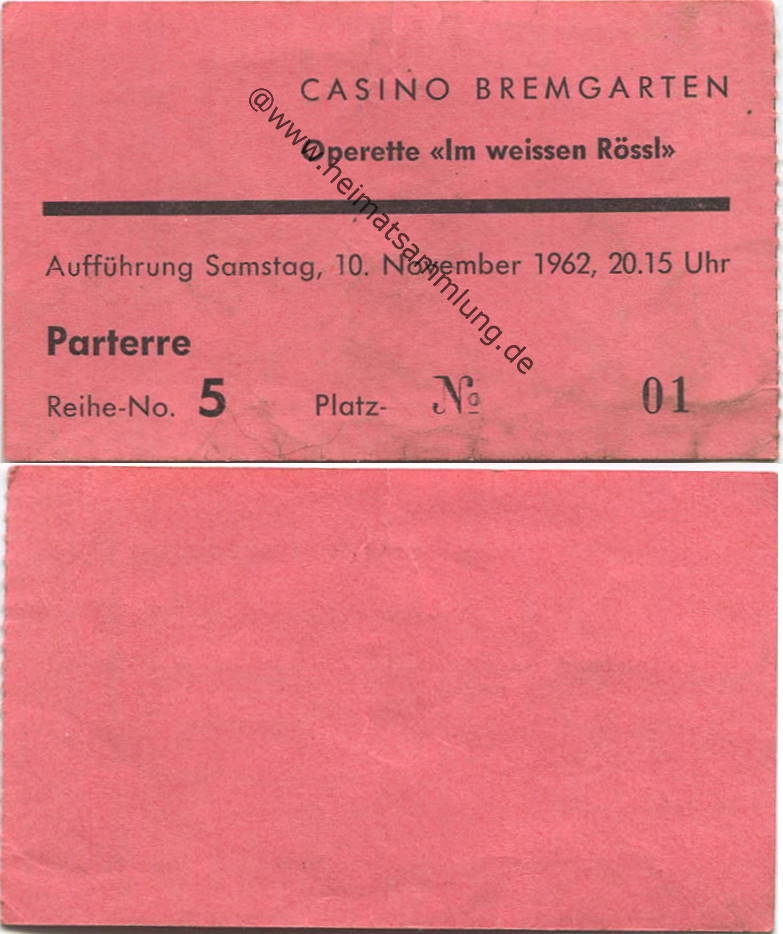 CASINO BREMGARTEN
Operette «Im weissen Rössl»
Aufführung Samstag, 10. November 1962, 20.15 Uhr
Parterre
Reihe-No. 5 Platz- No 01
@www.heimatsammlung.de